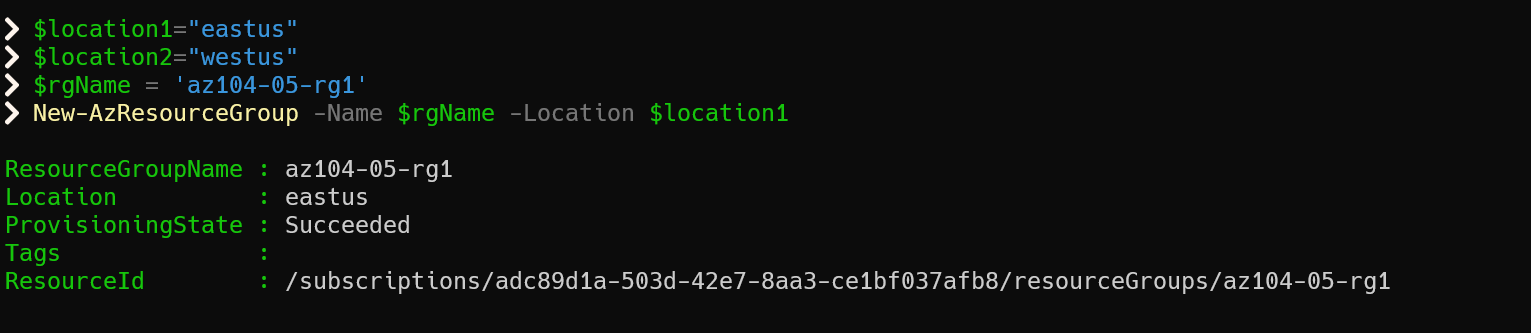 ❯ $location1="eastus"
❯ $location2="westus"
❯ $rgName = 'az104-05-rg1'
❯ New-AzResourceGroup -Name $rgName -Location $location1
ResourceGroupName : az104-05-rg1
Location          : eastus
ProvisioningState : Succeeded
Tags              :
ResourceId        : /subscriptions/adc89d1a-503d-42e7-8aa3-ce1bf037afb8/resourceGroups/az104-05-rg1